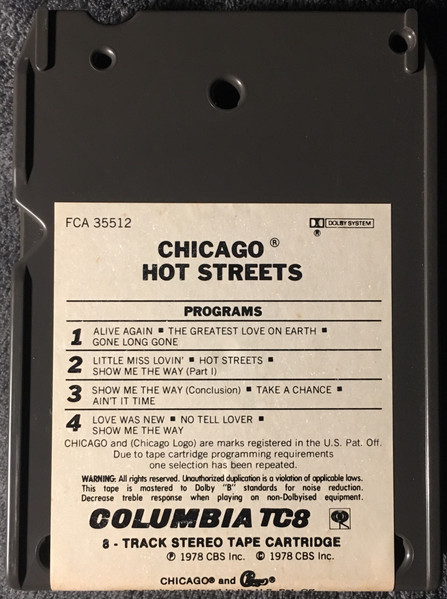 FCA 35512
DOLBY SYSTEM
®
CHICAGO ®
HOT STREETS
PROGRAMS
1 ALIVE AGAIN ■ THE GREATEST LOVE ON EARTH ■
GONE LONG GONE
2 LITTLE MISS LOVIN' ■ HOT STREETS ■
SHOW ME THE WAY (Part I)
3 SHOW ME THE WAY (Conclusion) ■ TAKE A CHANCE ■
AIN'T IT TIME
4 LOVE WAS NEW ■ NO TELL LOVER ■
SHOW ME THE WAY
CHICAGO and (Chicago Logo) are marks registered in the U.S. Pat. Off.
Due to tape cartridge programming requirements
one selection has been repeated.
WARNING: All rights reserved. Unauthorized duplication is a violation of applicable laws.
This tape is mastered to Dolby "B" standards for noise reduction.
Decrease treble response when playing on non-Dolbyised equipment.
COLUMBIA TC8
8 - TRACK STEREO TAPE CARTRIDGE
℗ 1978 CBS Inc. © 1978 CBS Inc.
CHICAGO® and Chicago®